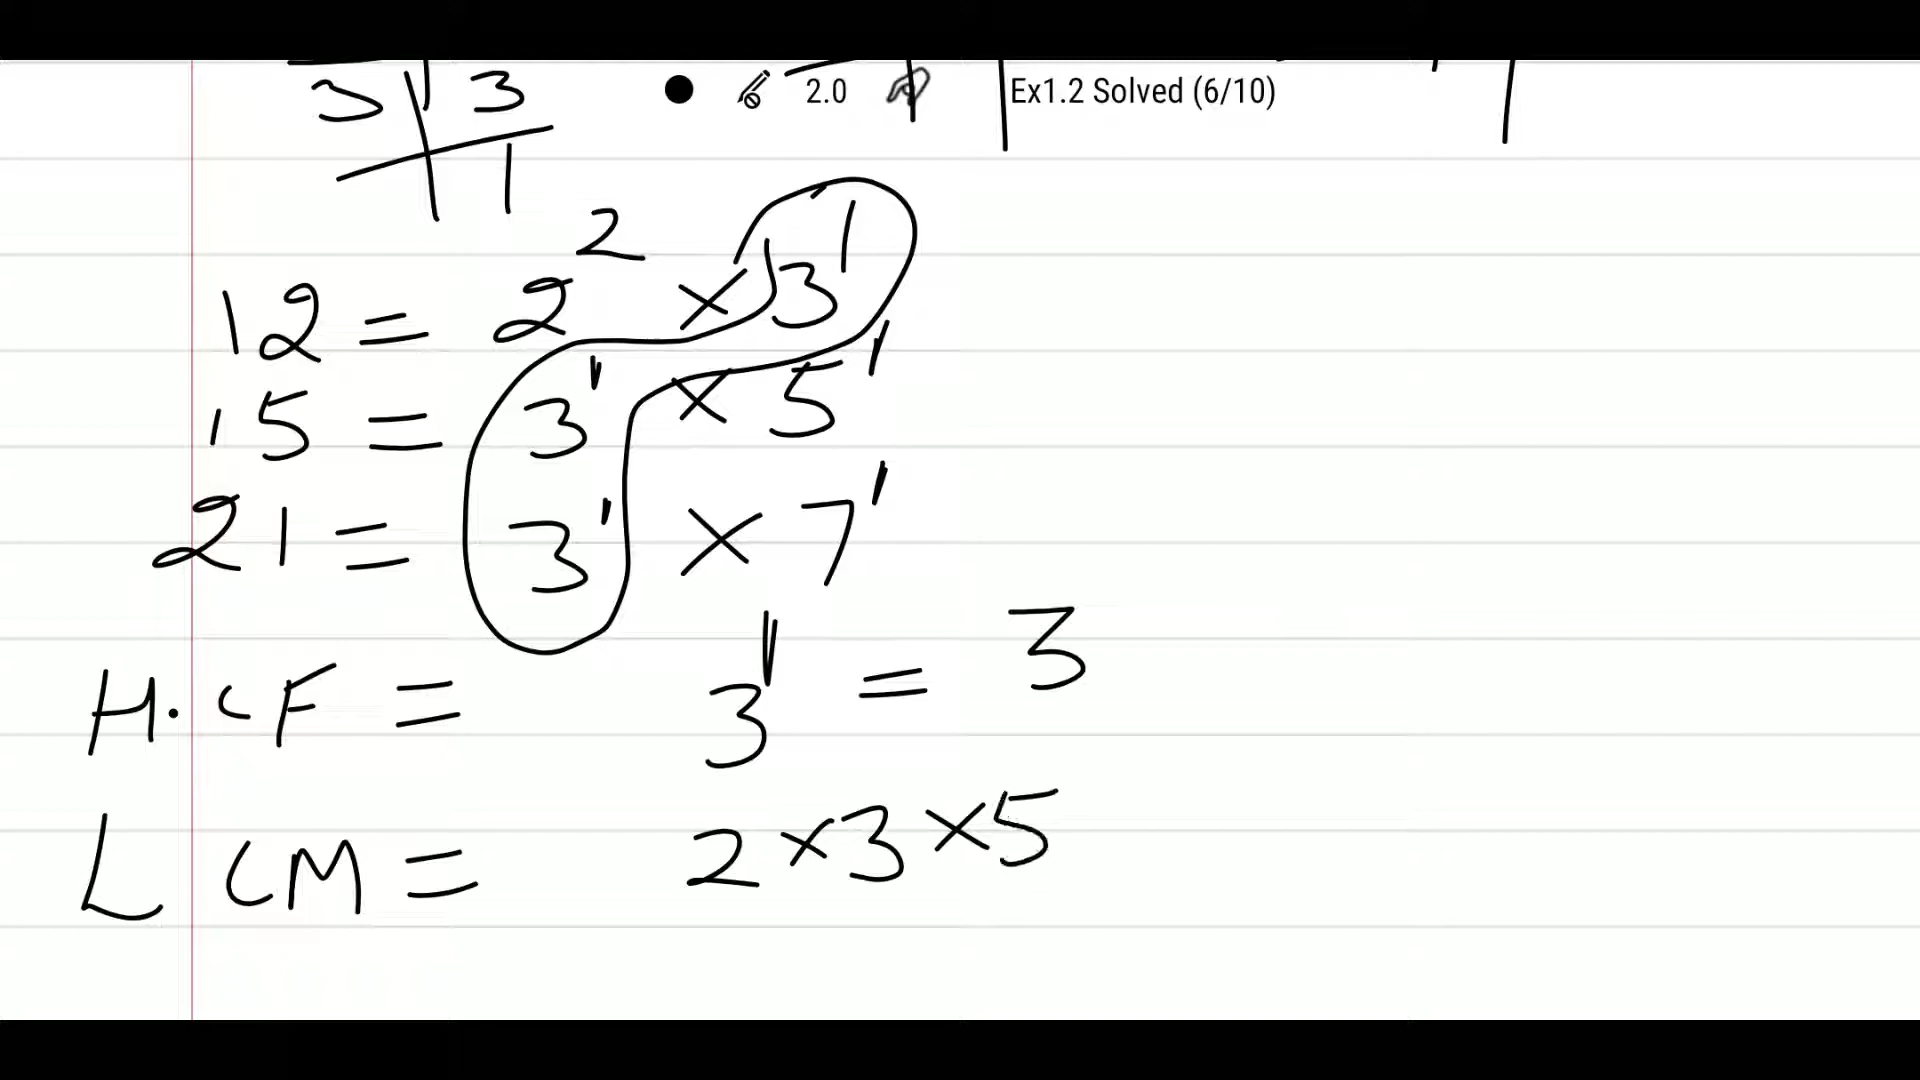 3 | 3
2.0 Ex1.2 Solved (6/10)
1
12 = 2² × 3¹
15 = 3¹ × 5¹
21 = 3¹ × 7¹
H.CF = 3¹ = 3
LCM = 2 × 3 × 5